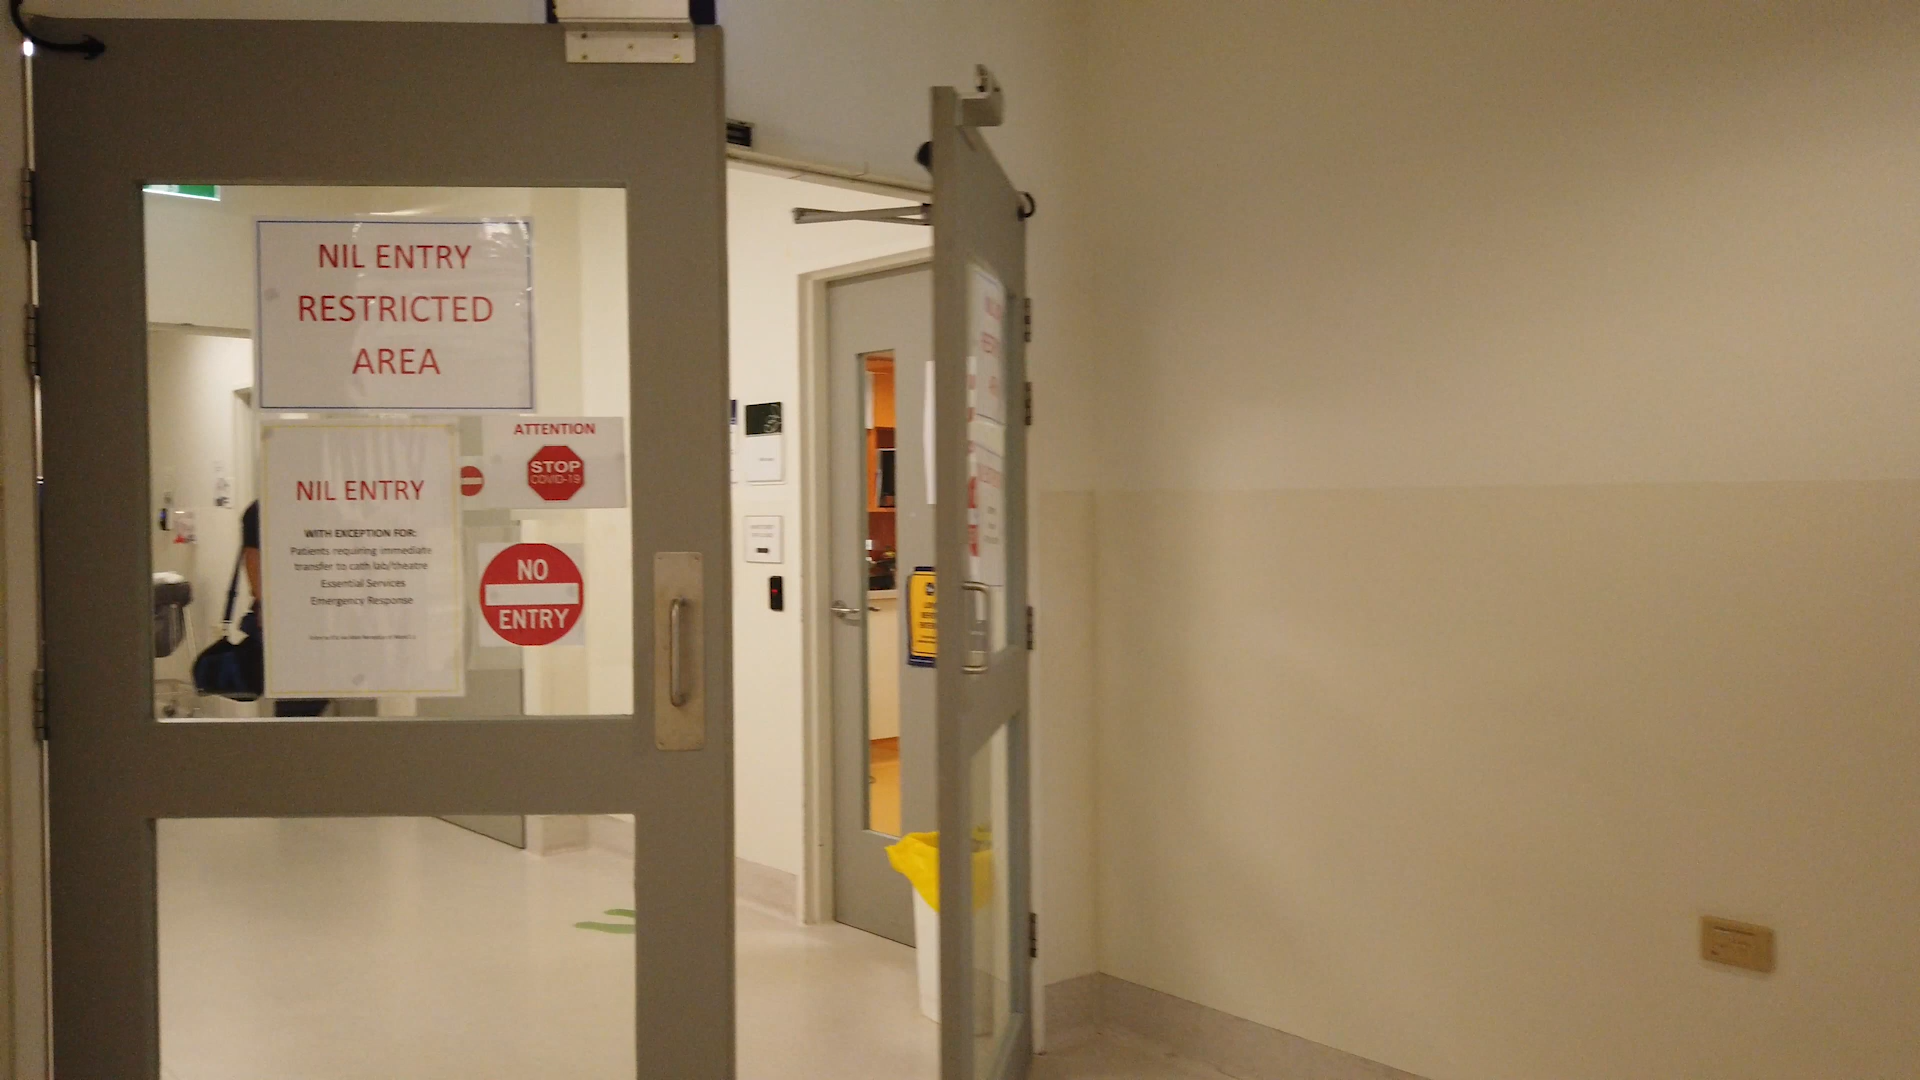 NIL ENTRY
RESTRICTED
AREA
ATTENTION
STOP
COVID-19
NIL ENTRY
WITH EXCEPTION FOR:
Patients requiring immediate
transfer to cath lab/theatre
Essential Services
Emergency Response
NO
ENTRY